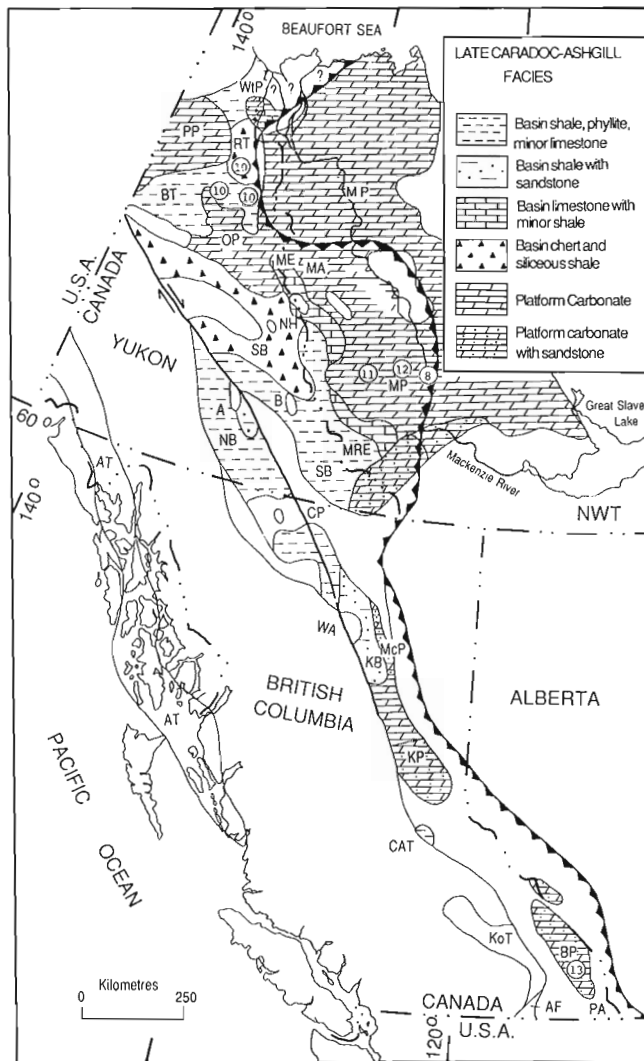 BEAUFORT SEA
140°
LATE CARADOC-ASHGILL
FACIES
Basin shale, phyllite,
minor limestone
Basin shale with
sandstone
Basin limestone with
minor shale
Basin chert and
siliceous shale
Platform Carbonate
Platform carbonate
with sandstone
WtP
? ? ?
PP
RT
10
MP
BT
10
10
OP
ME
MA
U.S.A.
CANADA
YUKON
NH
SB
11
12
8
MP
B
A
NB
MRE
SB
Great Slave
Lake
Mackenzie River
60°
AT
140°
CP
NWT
WA
McP
KB
BRITISH
COLUMBIA
ALBERTA
AT
KP
PACIFIC
OCEAN
CAT
KoT
BP
13
Kilometres
0 250
CANADA
U.S.A.
AF
PA
120°